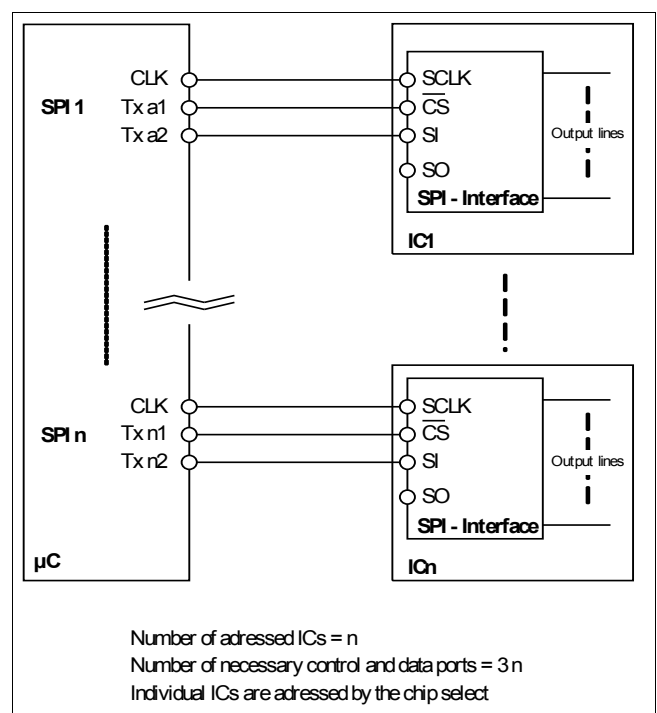 CLK
SPI 1
Tx a1
Tx a2
SCLK
CS
SI
SO
Output lines
SPI - Interface
IC1
CLK
SPI n
Tx n1
Tx n2
SCLK
CS
SI
SO
Output lines
SPI - Interface
µC
ICn
Number of adressed ICs = n
Number of necessary control and data ports = 3 n
Individual ICs are adressed by the chip select